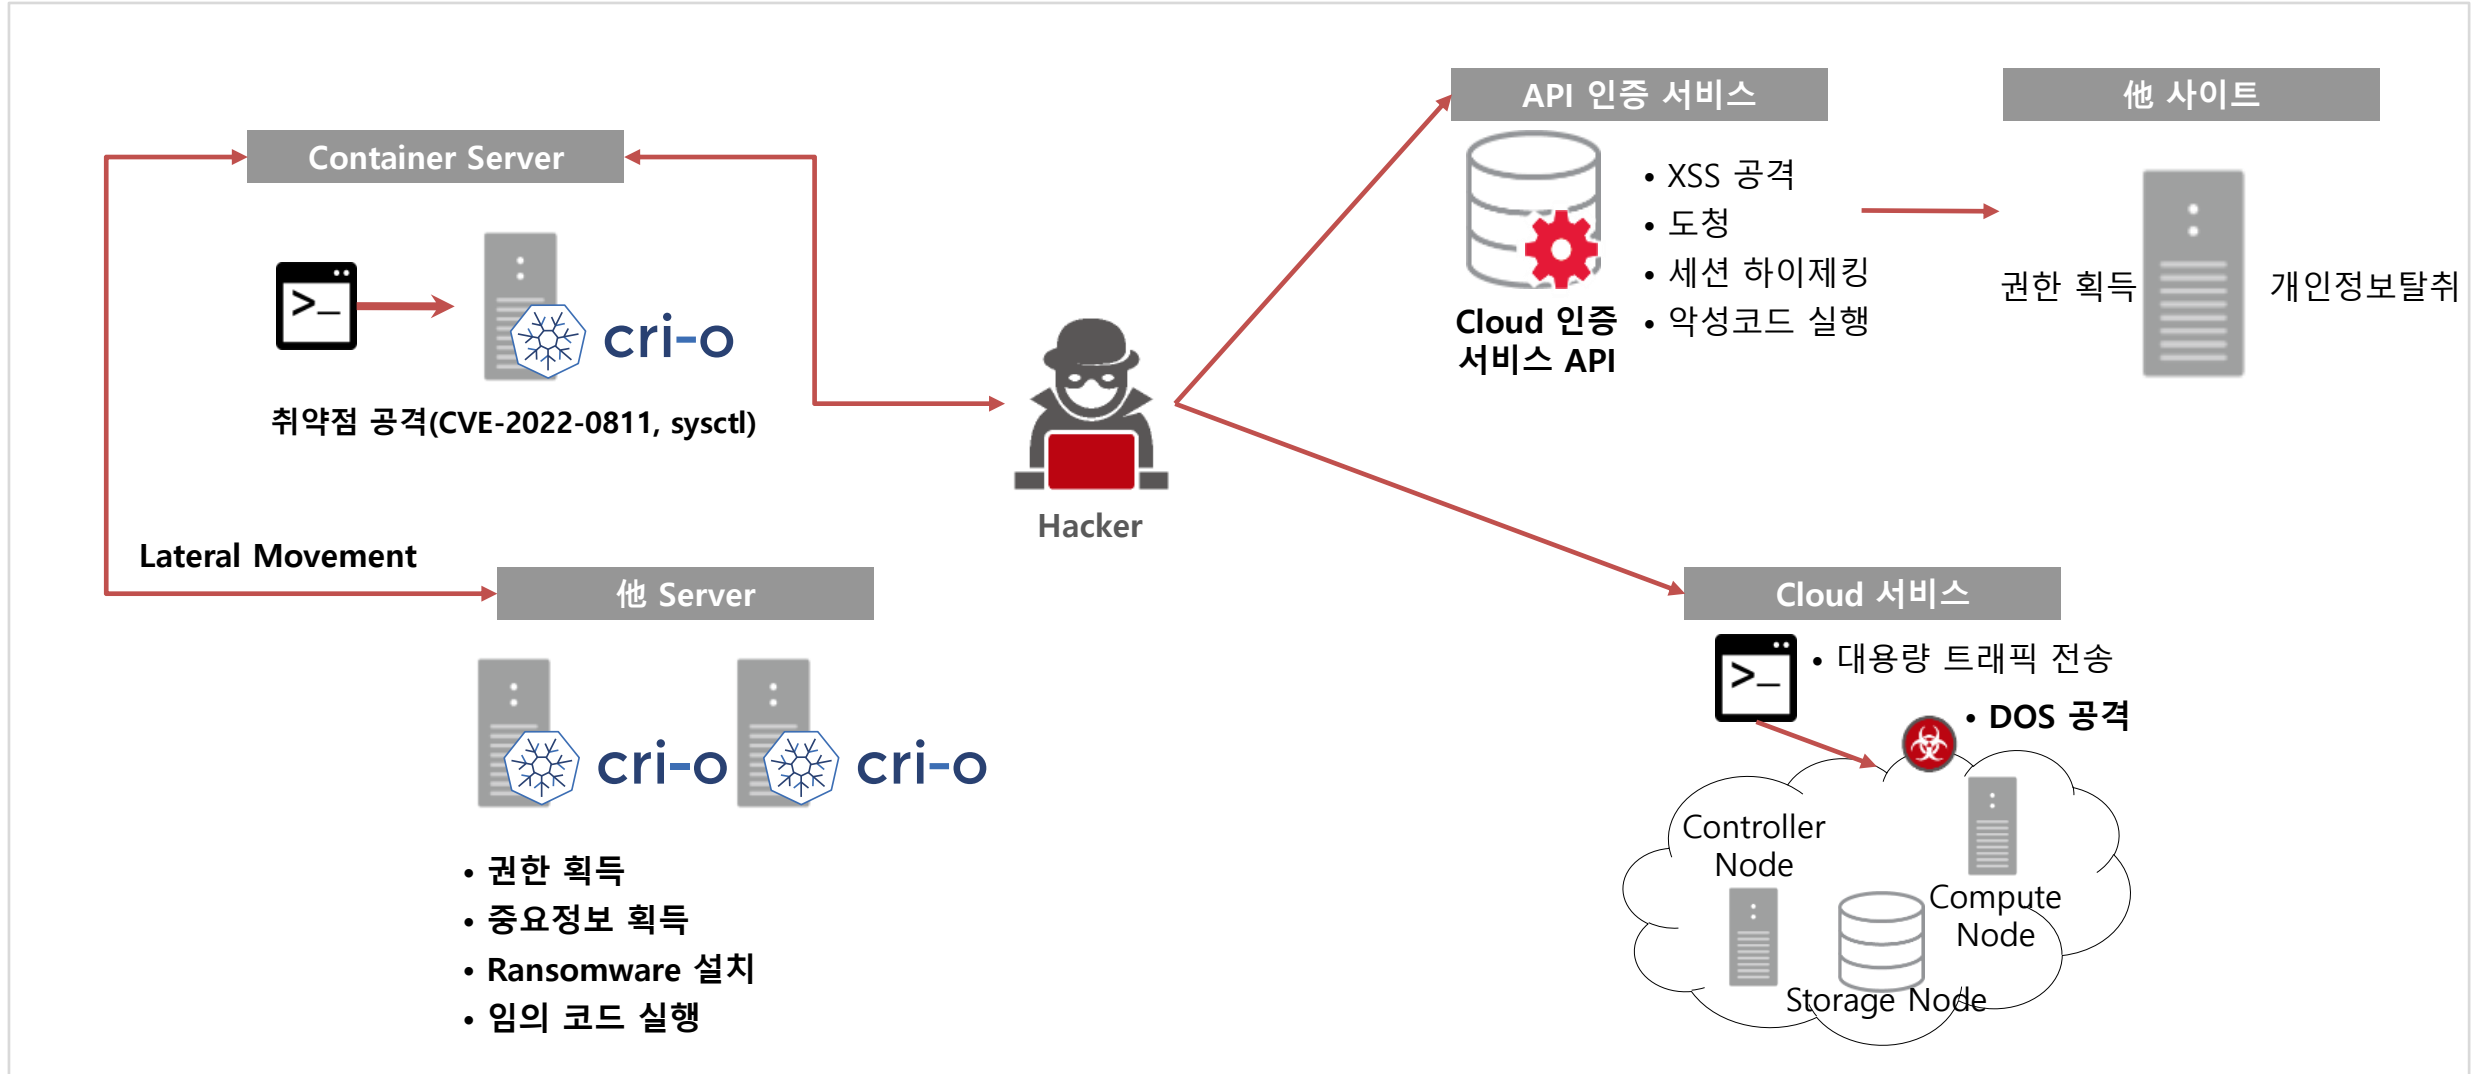 Container Server
cri-o
취약점 공격(CVE-2022-0811, sysctl)
Lateral Movement
他 Server
cri-o
cri-o
• 권한 획득
• 중요정보 획득
• Ransomware 설치
• 임의 코드 실행
Hacker
API 인증 서비스
Cloud 인증
서비스 API
• XSS 공격
• 도청
• 세션 하이제킹
• 악성코드 실행
他 사이트
권한 획득
개인정보탈취
Cloud 서비스
• 대용량 트래픽 전송
• DOS 공격
Controller
Node
Compute
Node
Storage Node